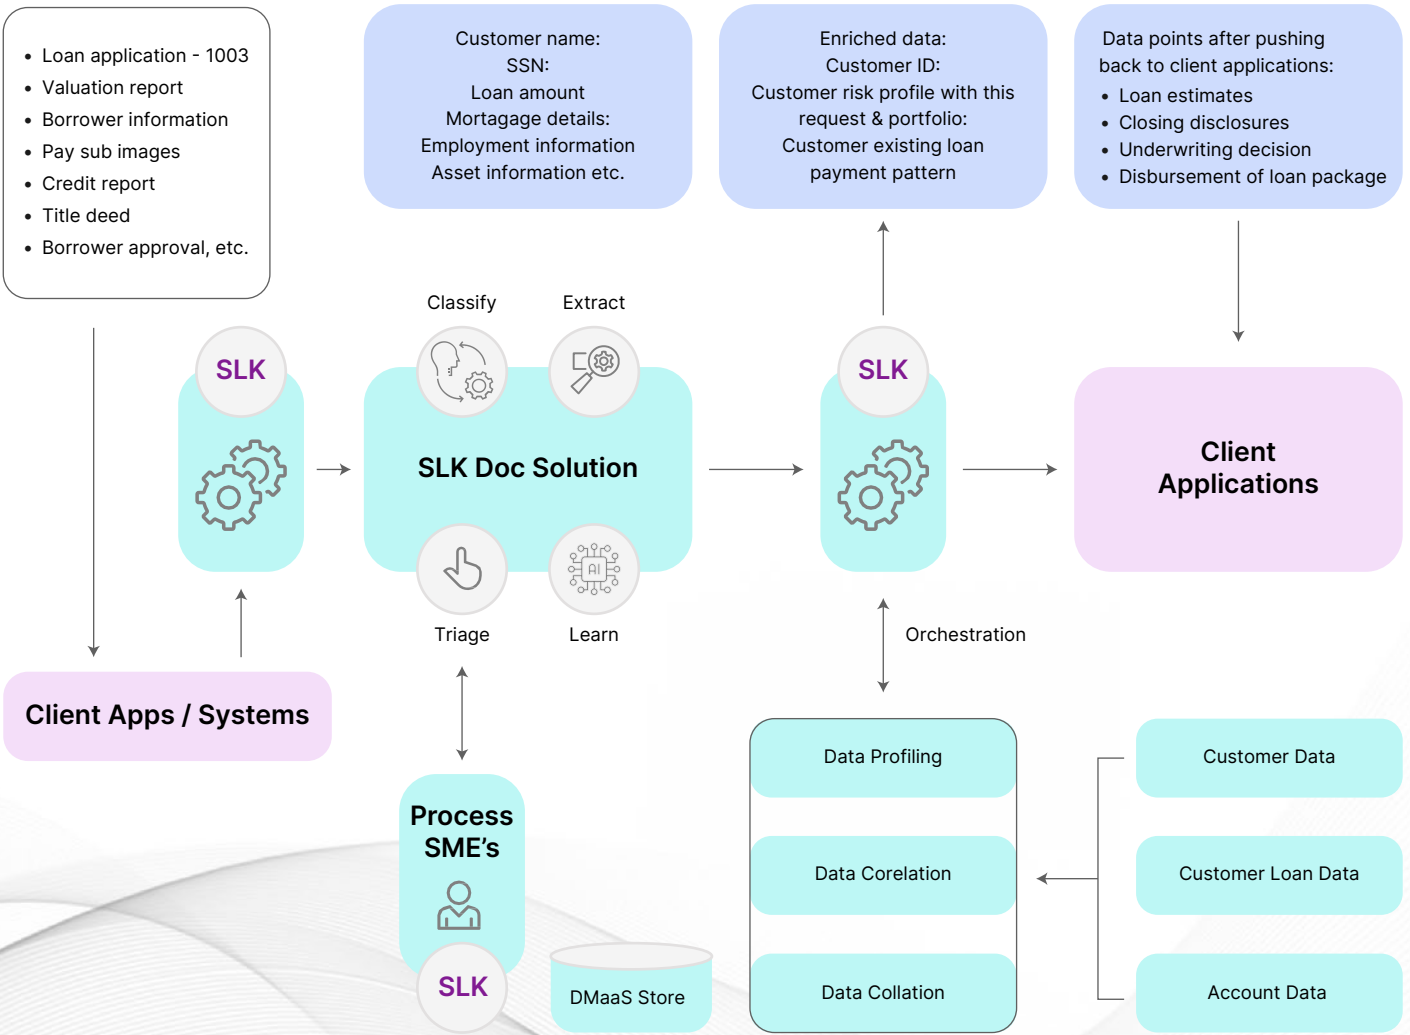 Loan application - 1003
Valuation report
Borrower information
Pay sub images
Credit report
Title deed
Borrower approval, etc.
Customer name:
SSN:
Loan amount
Mortagage details:
Employment information
Asset information etc.
Enriched data:
Customer ID:
Customer risk profile with this
request & portfolio:
Customer existing loan
payment pattern
Data points after pushing
back to client applications:
Loan estimates
Closing disclosures
Underwriting decision
Disbursement of loan package
Classify
Extract
SLK
SLK
SLK Doc Solution
Client
Applications
AI
Triage
Learn
Orchestration
Client Apps / Systems
Process
SME's
SLK
DMaaS Store
Data Profiling
Data Corelation
Data Collation
Customer Data
Customer Loan Data
Account Data